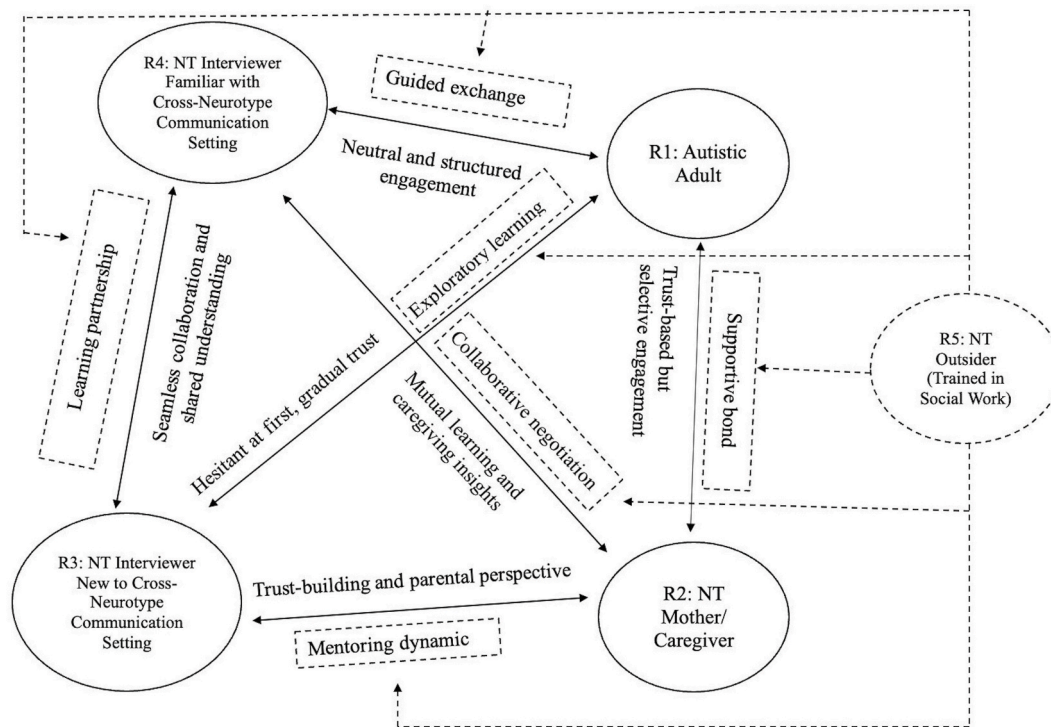 R4: NT Interviewer
Familiar with
Cross-Neurotype
Communication
Setting
Guided exchange
Neutral and structured
engagement
R1: Autistic
Adult
Learning partnership
Seamless collaboration and
shared understanding
Exploratory learning
Hesitant at first, gradual trust
Collaborative negotiation
Mutual learning and
caregiving insights
Trust-based but
selective engagement
Supportive bond
R5: NT
Outsider
(Trained in
Social Work)
R3: NT Interviewer
New to Cross-
Neurotype
Communication
Setting
Trust-building and parental perspective
Mentoring dynamic
R2: NT
Mother/
Caregiver